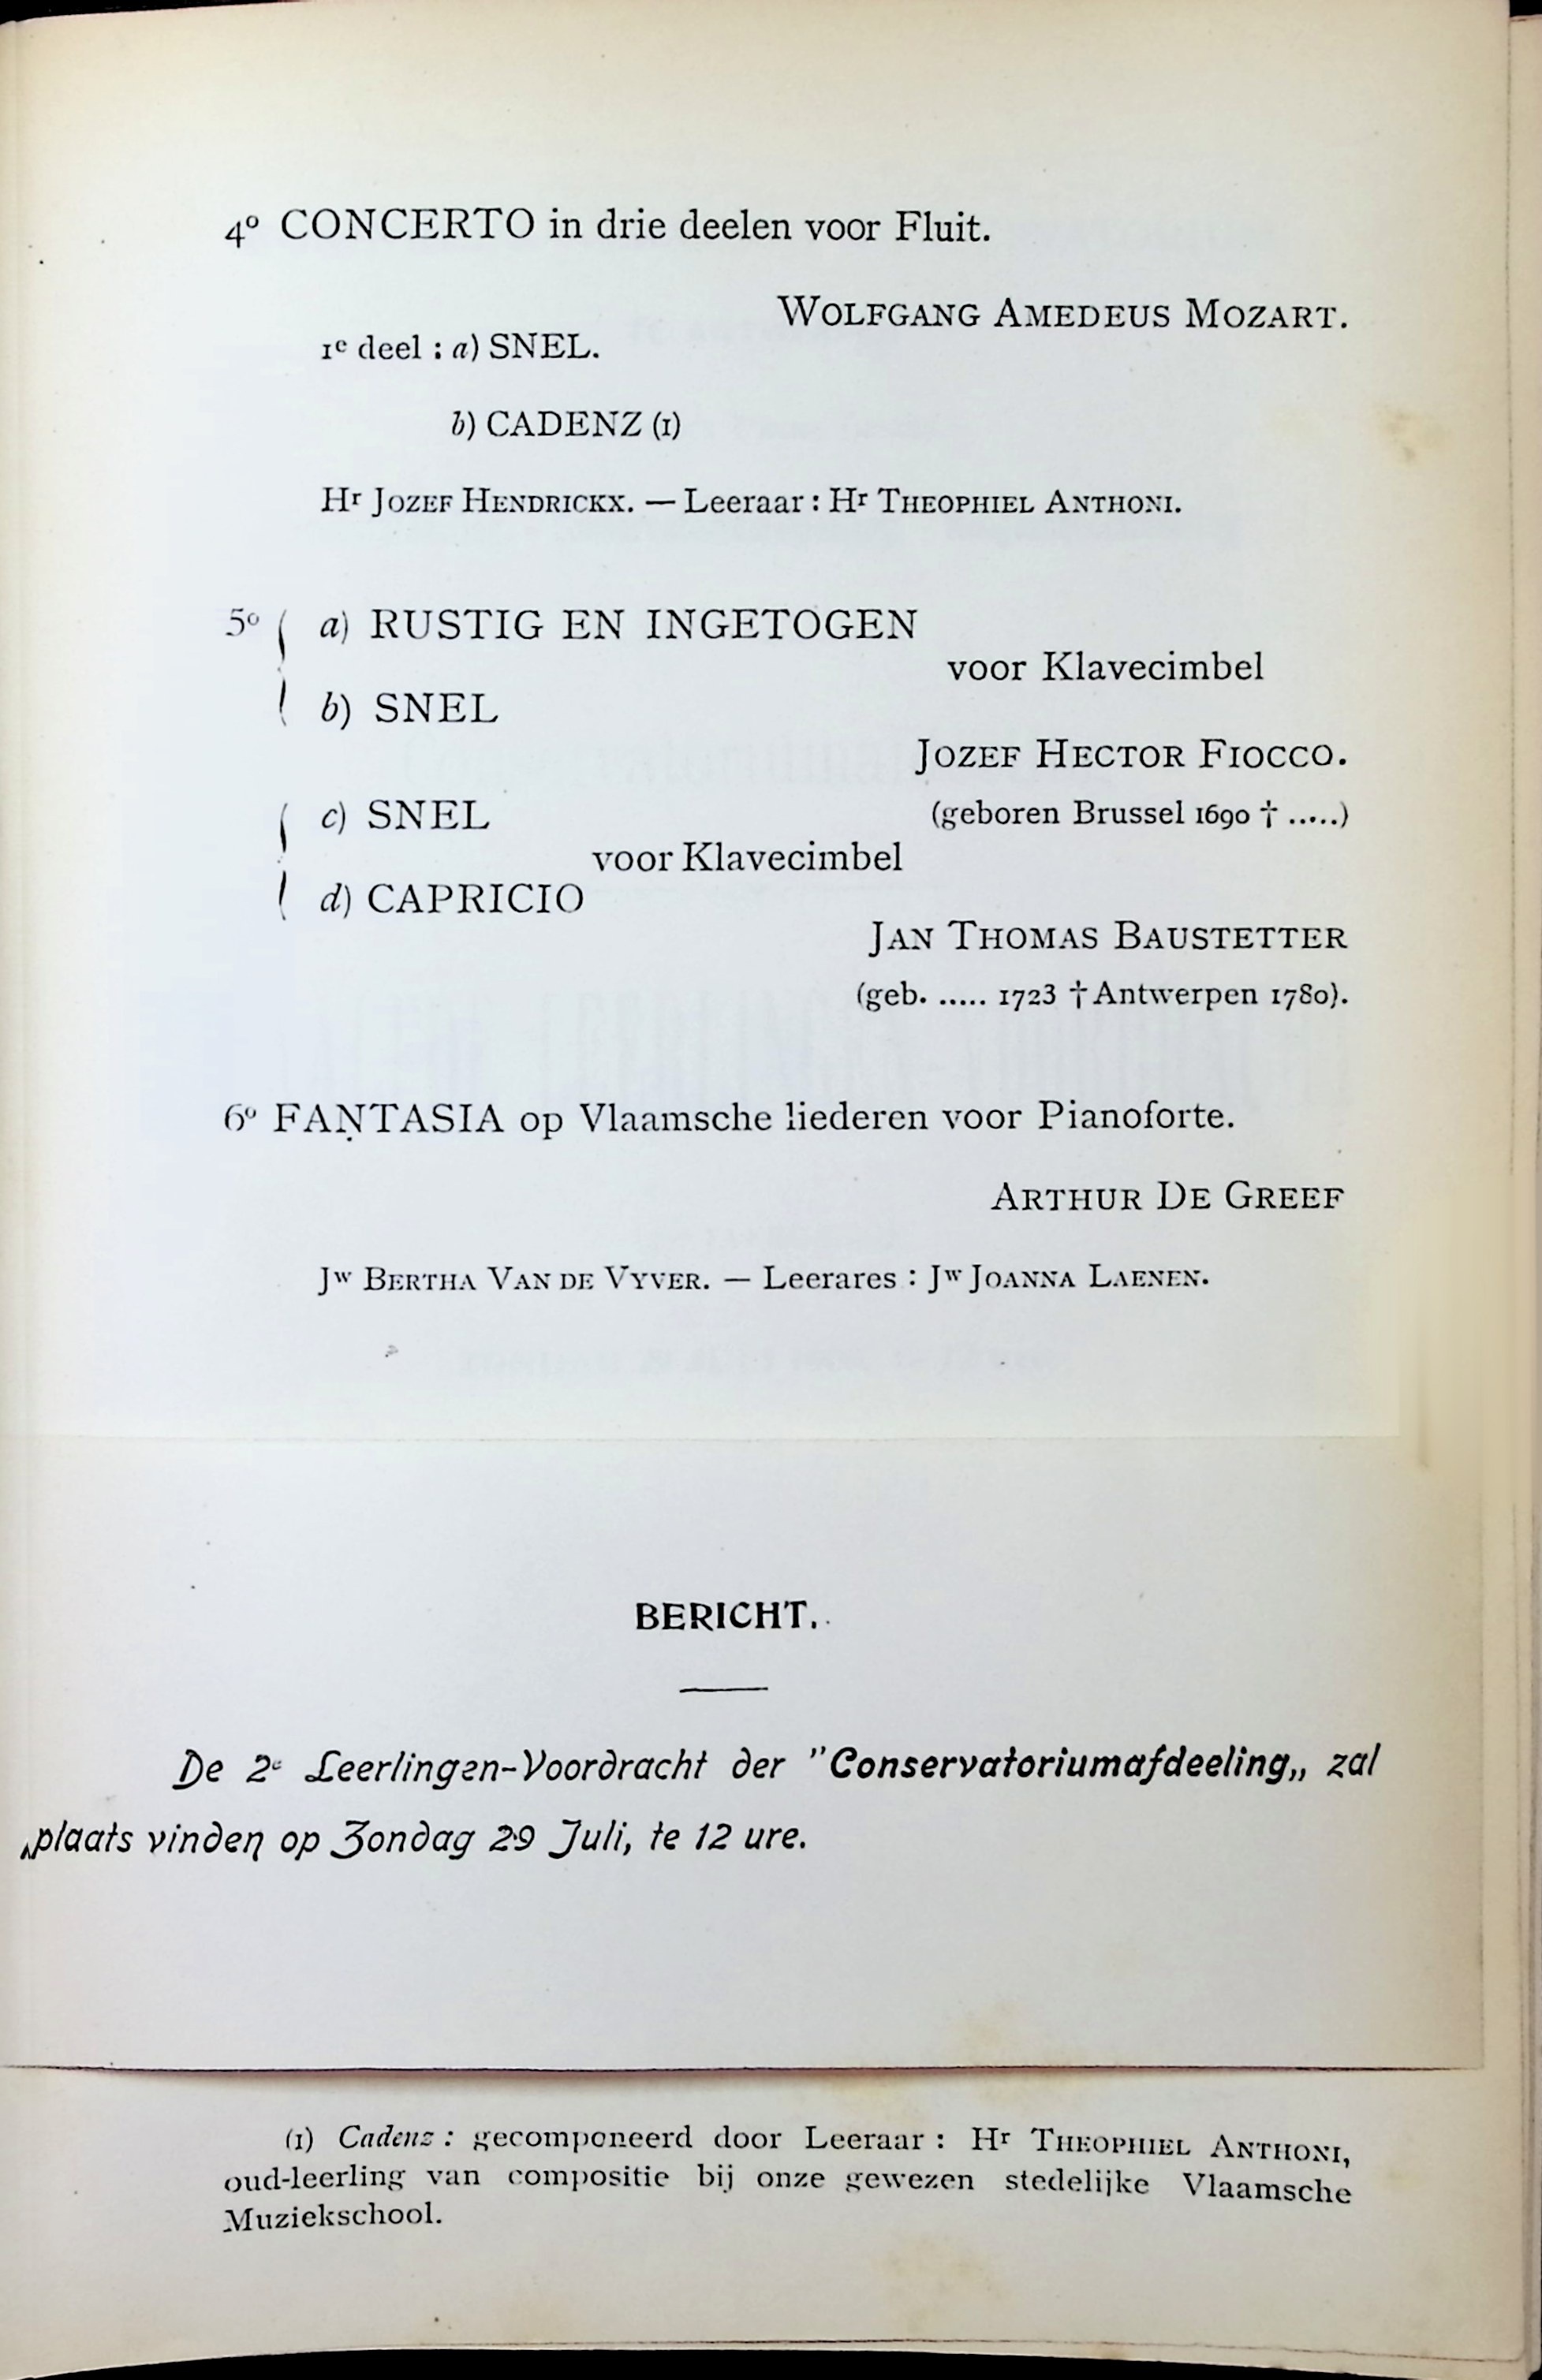 4º CONCERTO in drie deelen voor Fluit.
WOLFGANG AMEDEUS MOZART.
1e deel : a) SNEL.
b) CADENZ (1)
Hr JOZEF HENDRICKX. — Leeraar : Hr THEOPHIEL ANTHONI.
5º a) RUSTIG EN INGETOGEN
voor Klavecimbel
b) SNEL
JOZEF HECTOR FIOCCO.
c) SNEL (geboren Brussel 1690 † .....)
voor Klavecimbel
d) CAPRICIO
JAN THOMAS BAUSTETTER
(geb. ..... 1723 † Antwerpen 1780).
6º FANTASIA op Vlaamsche liederen voor Pianoforte.
ARTHUR DE GREEF
Jw BERTHA VAN DE VYVER. — Leerares : Jw JOANNA LAENEN.
BERICHT.
De 2e Leerlingen-Voordracht der "Conservatoriumafdeeling„ zal
plaats vinden op Zondag 29 Juli, te 12 ure.
(1) Cadenz : gecomponeerd door Leeraar : Hr THEOPHIEL ANTHONI,
oud-leerling van compositie bij onze gewezen stedelijke Vlaamsche
Muziekschool.